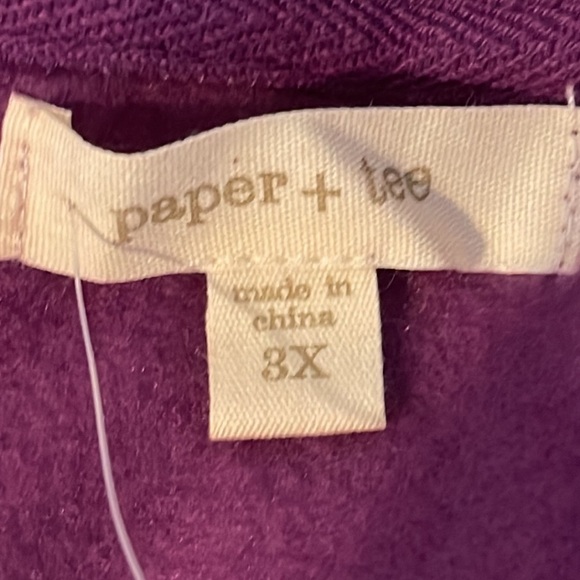 paper + tee
made in
china
3X